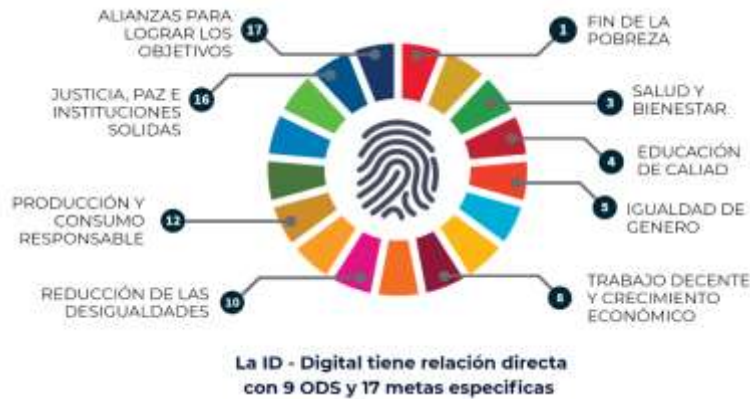 ALIANZAS PARA
LOGRAR LOS
OBJETIVOS
17
1
FIN DE LA
POBREZA
JUSTICIA, PAZ E
INSTITUCIONES
SOLIDAS
16
3
SALUD Y
BIENESTAR
4
EDUCACIÓN
DE CALIAD
5
IGUALDAD DE
GENERO
PRODUCCIÓN Y
CONSUMO
RESPONSABLE
12
REDUCCIÓN DE LAS
DESIGUALDADES
10
8
TRABAJO DECENTE
Y CRECIMIENTO
ECONÓMICO
La ID - Digital tiene relación directa
con 9 ODS y 17 metas especificas